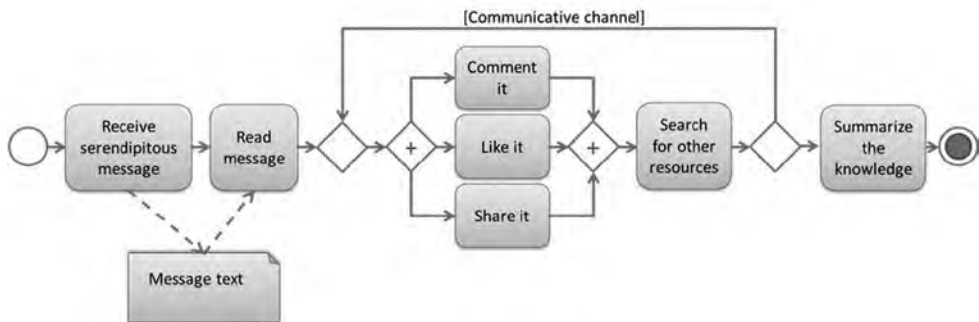 [Communicative channel]
Receive
serendipitous
message
Read
message
Comment
it
Like it
Share it
Search
for other
resources
Summarize
the
knowledge
Message text